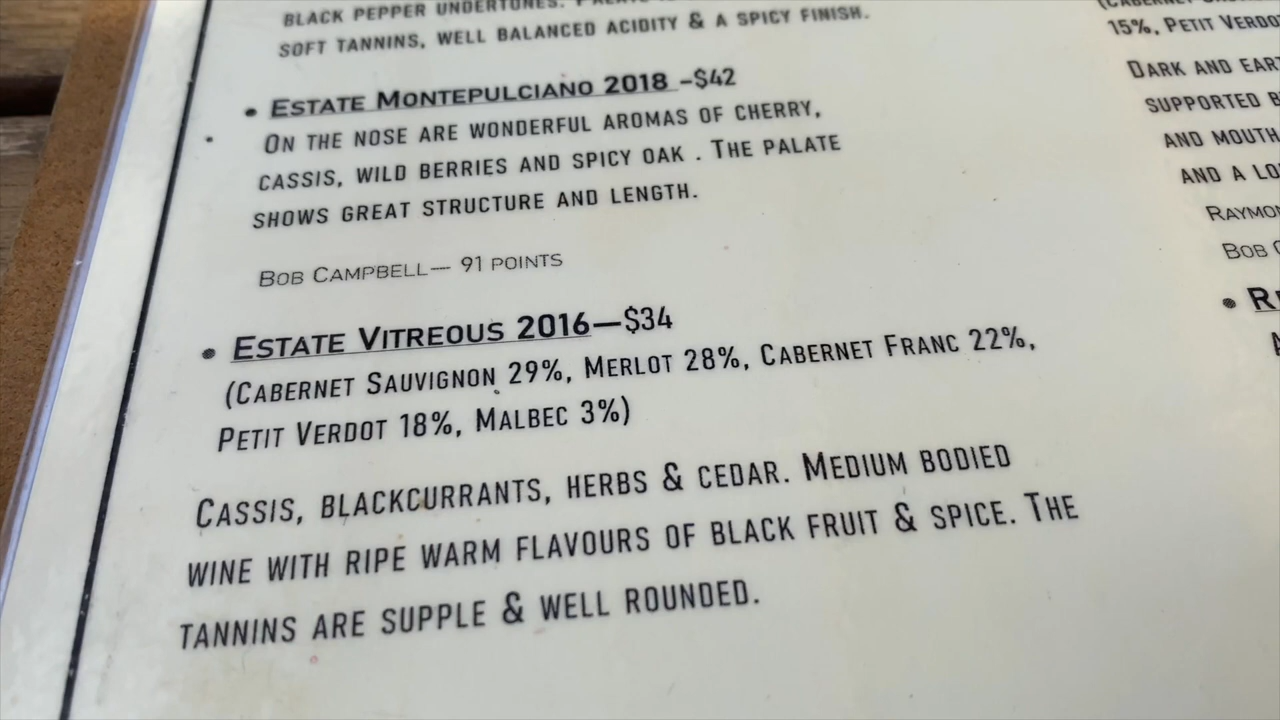 BLACK PEPPER UNDERTONES.
SOFT TANNINS, WELL BALANCED ACIDITY & A SPICY FINISH.
• ESTATE MONTEPULCIANO 2018 –$42
ON THE NOSE ARE WONDERFUL AROMAS OF CHERRY,
CASSIS, WILD BERRIES AND SPICY OAK . THE PALATE
SHOWS GREAT STRUCTURE AND LENGTH.
BOB CAMPBELL— 91 POINTS
• ESTATE VITREOUS 2016—$34
(CABERNET SAUVIGNON 29%, MERLOT 28%, CABERNET FRANC 22%,
PETIT VERDOT 18%, MALBEC 3%)
CASSIS, BLACKCURRANTS, HERBS & CEDAR. MEDIUM BODIED
WINE WITH RIPE WARM FLAVOURS OF BLACK FRUIT & SPICE. THE
TANNINS ARE SUPPLE & WELL ROUNDED.
15%, PETIT VERDO
DARK AND EAR
SUPPORTED B
AND MOUTH
AND A LO
RAYMO
BOB